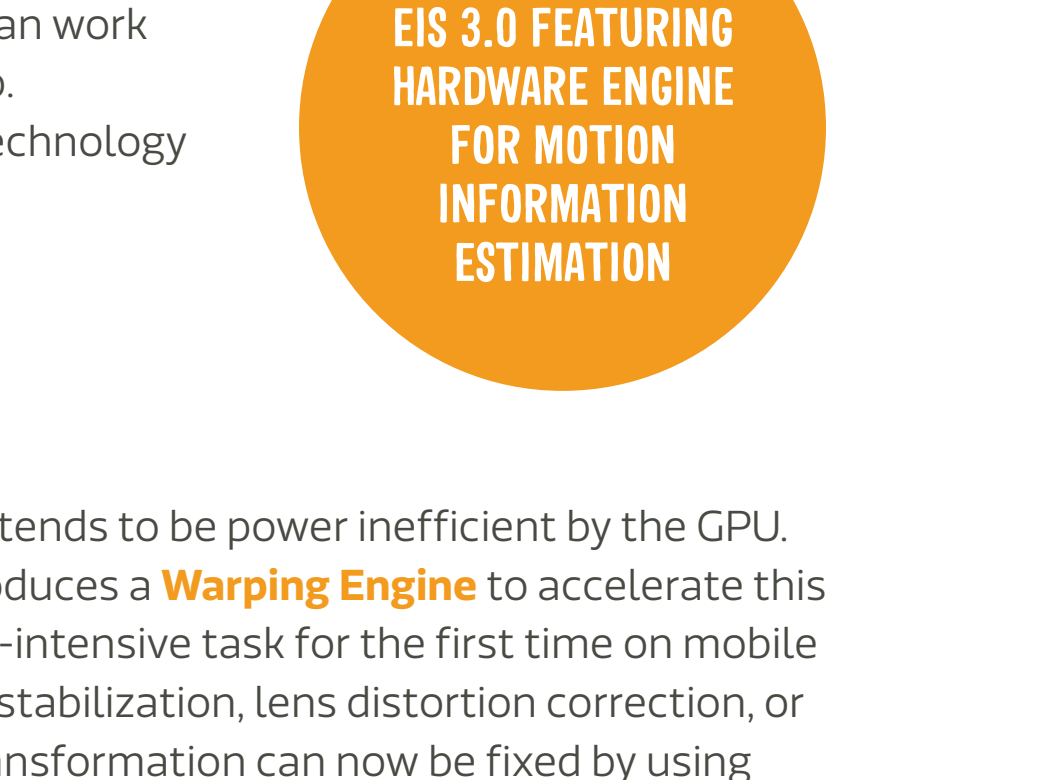 an work
EIS 3.0 FEATURING
HARDWARE ENGINE
FOR MOTION
INFORMATION
ESTIMATION
echnology
tends to be power inefficient by the GPU.
oduces a Warping Engine to accelerate this
-intensive task for the first time on mobile
stabilization, lens distortion correction, or
ansformation can now be fixed by using